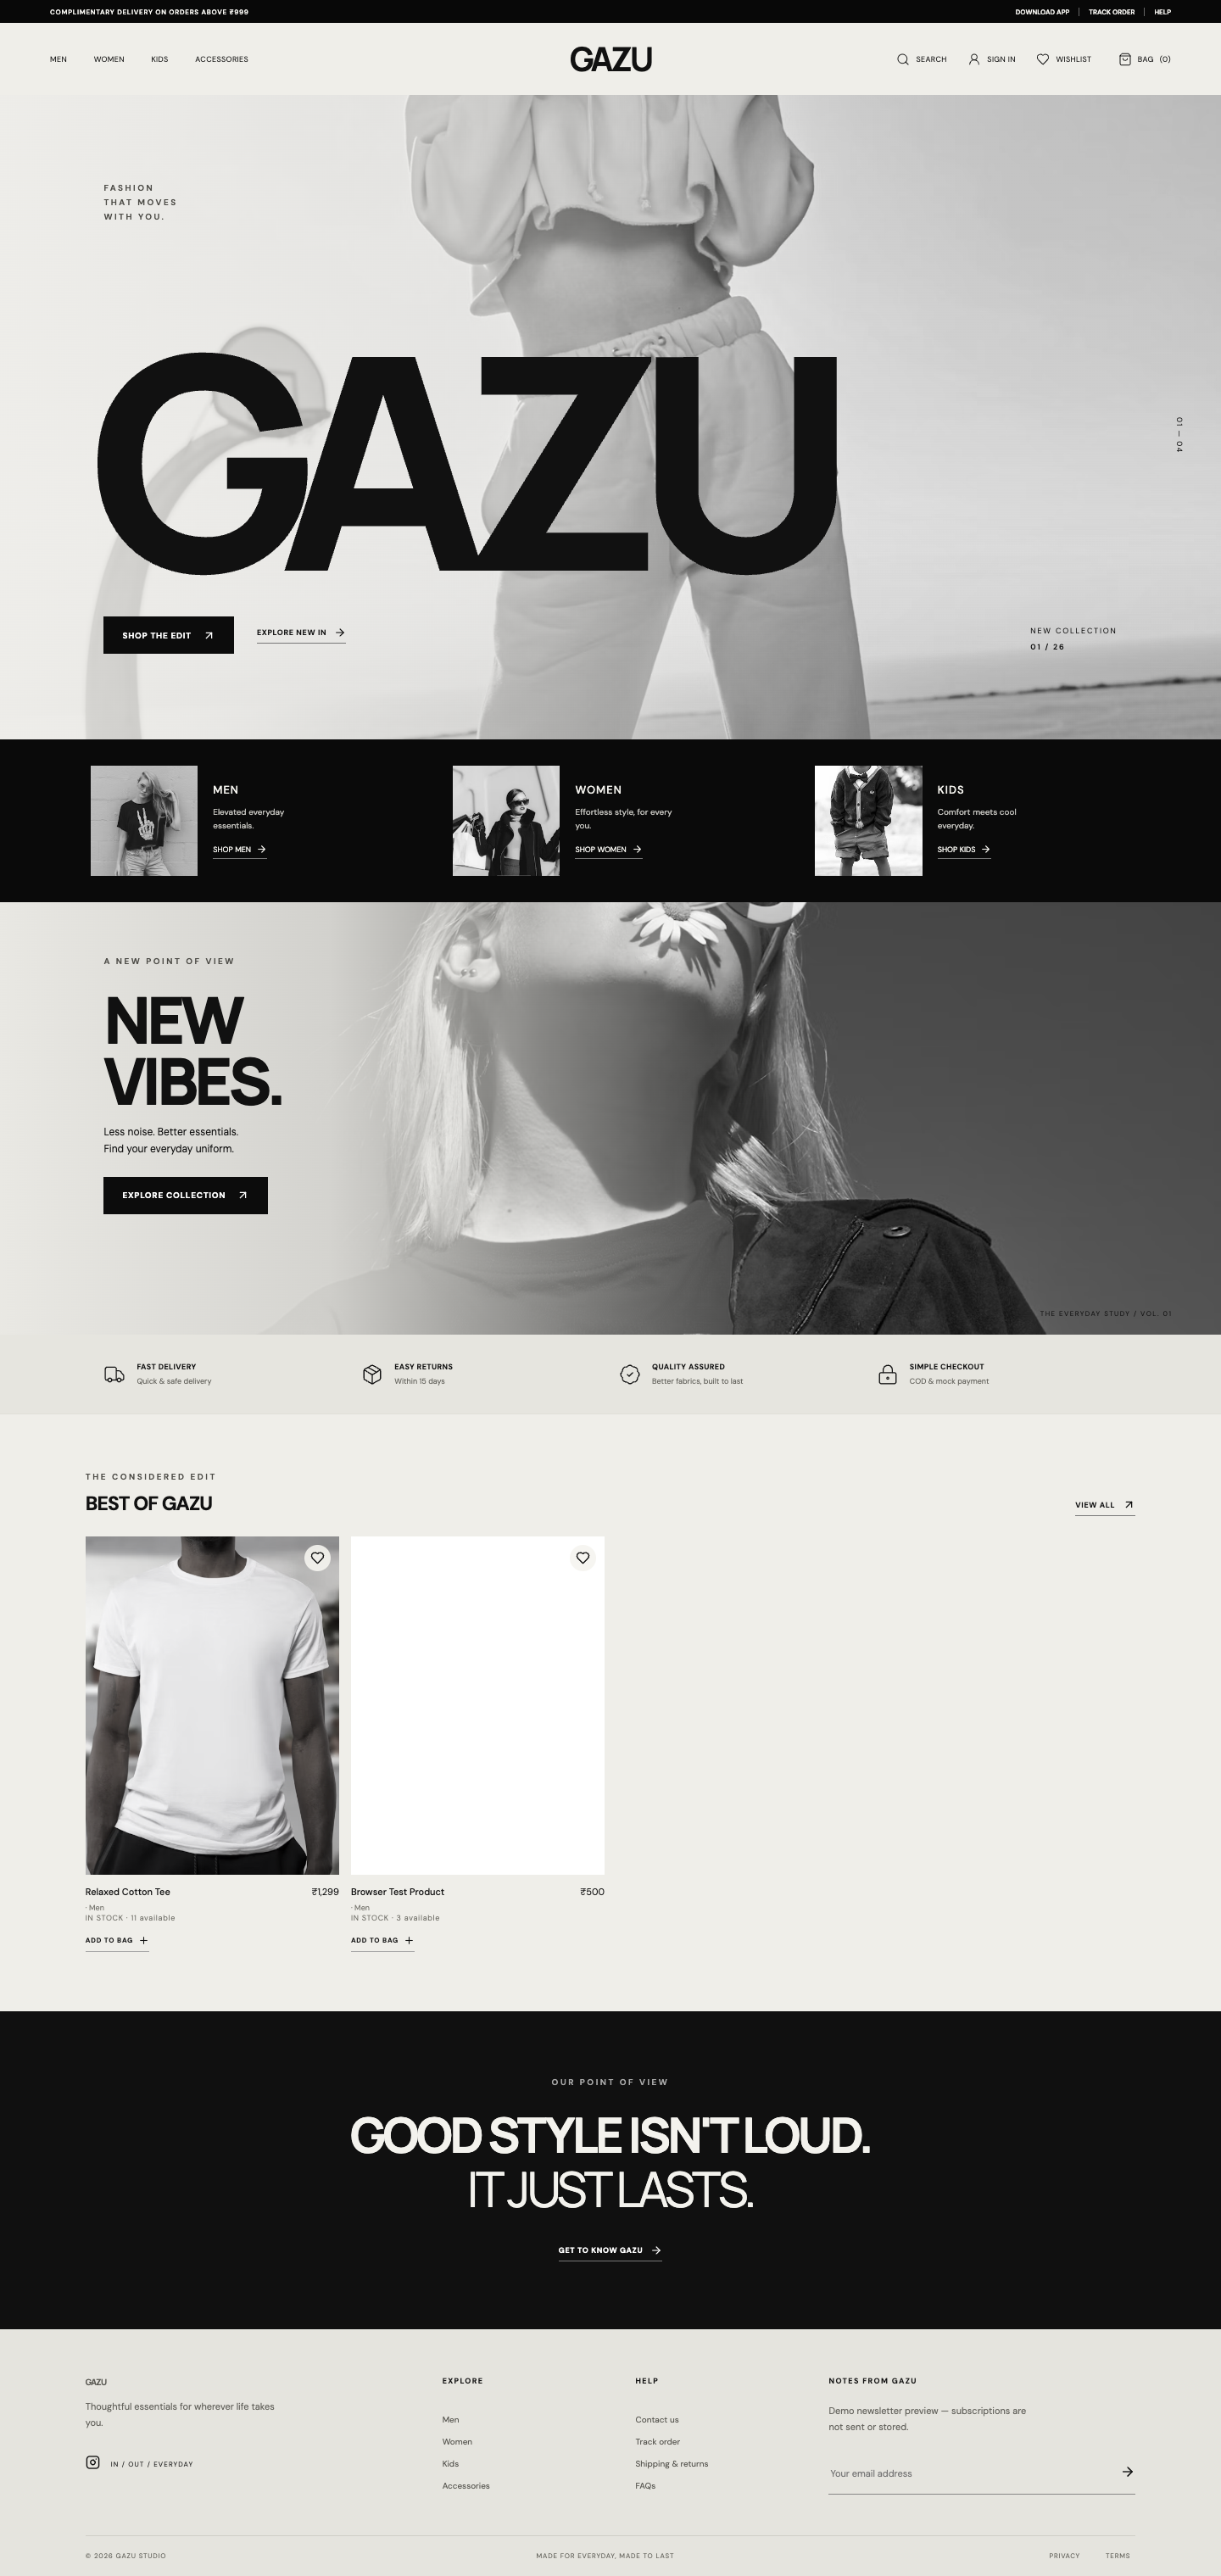 COMPLIMENTARY DELIVERY ON ORDERS ABOVE ₹999
DOWNLOAD APP
TRACK ORDER
HELP
MEN
WOMEN
KIDS
ACCESSORIES
GAZU
SEARCH
SIGN IN
WISHLIST
BAG (0)
FASHION
THAT MOVES
WITH YOU.
GAZU
01 — 04
SHOP THE EDIT
EXPLORE NEW IN
NEW COLLECTION
01 / 26
MEN
Elevated everyday
essentials.
SHOP MEN
WOMEN
Effortless style, for every
you.
SHOP WOMEN
KIDS
Comfort meets cool
everyday.
SHOP KIDS
A NEW POINT OF VIEW
NEW
VIBES.
Less noise. Better essentials.
Find your everyday uniform.
EXPLORE COLLECTION
THE EVERYDAY STUDY / VOL. 01
FAST DELIVERY
Quick & safe delivery
EASY RETURNS
Within 15 days
QUALITY ASSURED
Better fabrics, built to last
SIMPLE CHECKOUT
COD & mock payment
THE CONSIDERED EDIT
BEST OF GAZU
VIEW ALL
Relaxed Cotton Tee
₹1,299
· Men
IN STOCK · 11 available
ADD TO BAG
Browser Test Product
₹500
· Men
IN STOCK · 3 available
ADD TO BAG
OUR POINT OF VIEW
GOOD STYLE ISN'T LOUD.
IT JUST LASTS.
GET TO KNOW GAZU
GAZU
Thoughtful essentials for wherever life takes
you.
IN / OUT / EVERYDAY
EXPLORE
Men
Women
Kids
Accessories
HELP
Contact us
Track order
Shipping & returns
FAQs
NOTES FROM GAZU
Demo newsletter preview — subscriptions are
not sent or stored.
Your email address
© 2026 GAZU STUDIO
MADE FOR EVERYDAY, MADE TO LAST
PRIVACY
TERMS